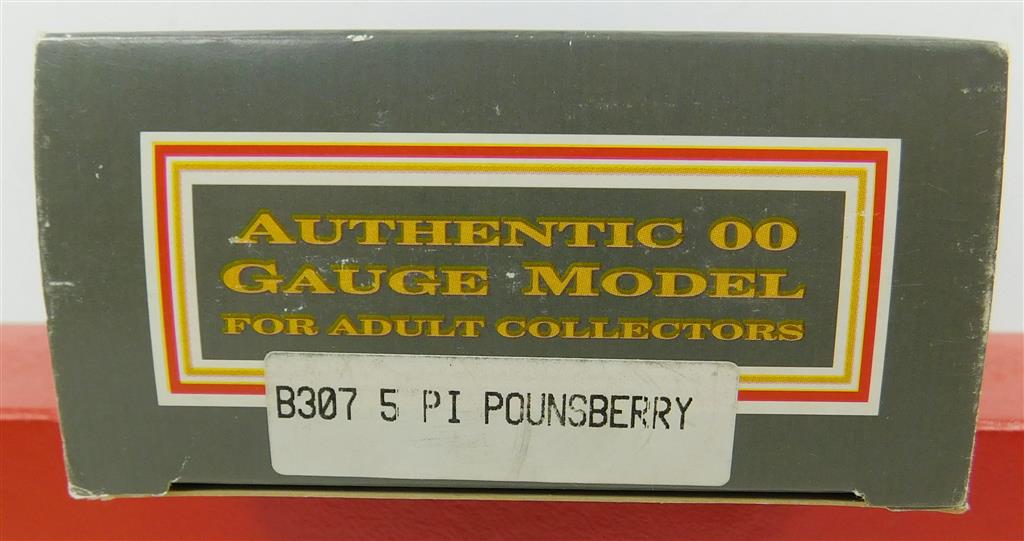 AUTHENTIC 00
GAUGE MODEL
FOR ADULT COLLECTORS
B307 5 PI POUNSBERRY